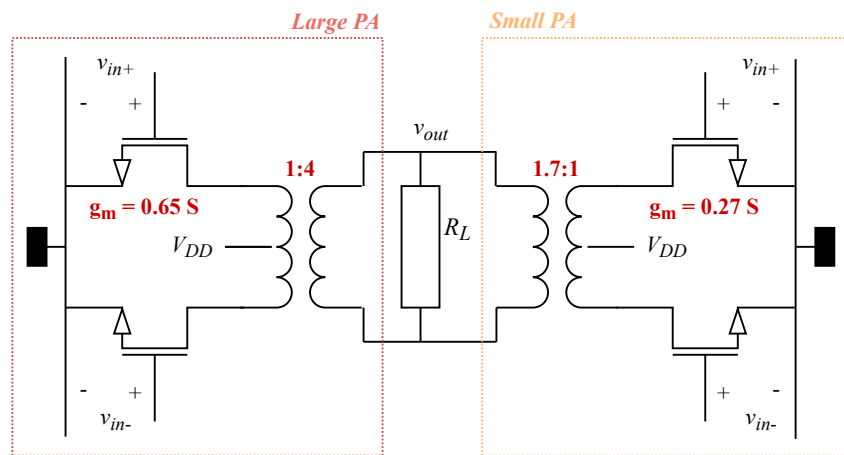 Large PA
Small PA
v_in+
- +
1:4
g_m = 0.65 S
V_DD
- +
v_in-
v_out
R_L
v_in+
+ -
1.7:1
g_m = 0.27 S
V_DD
+ -
v_in-